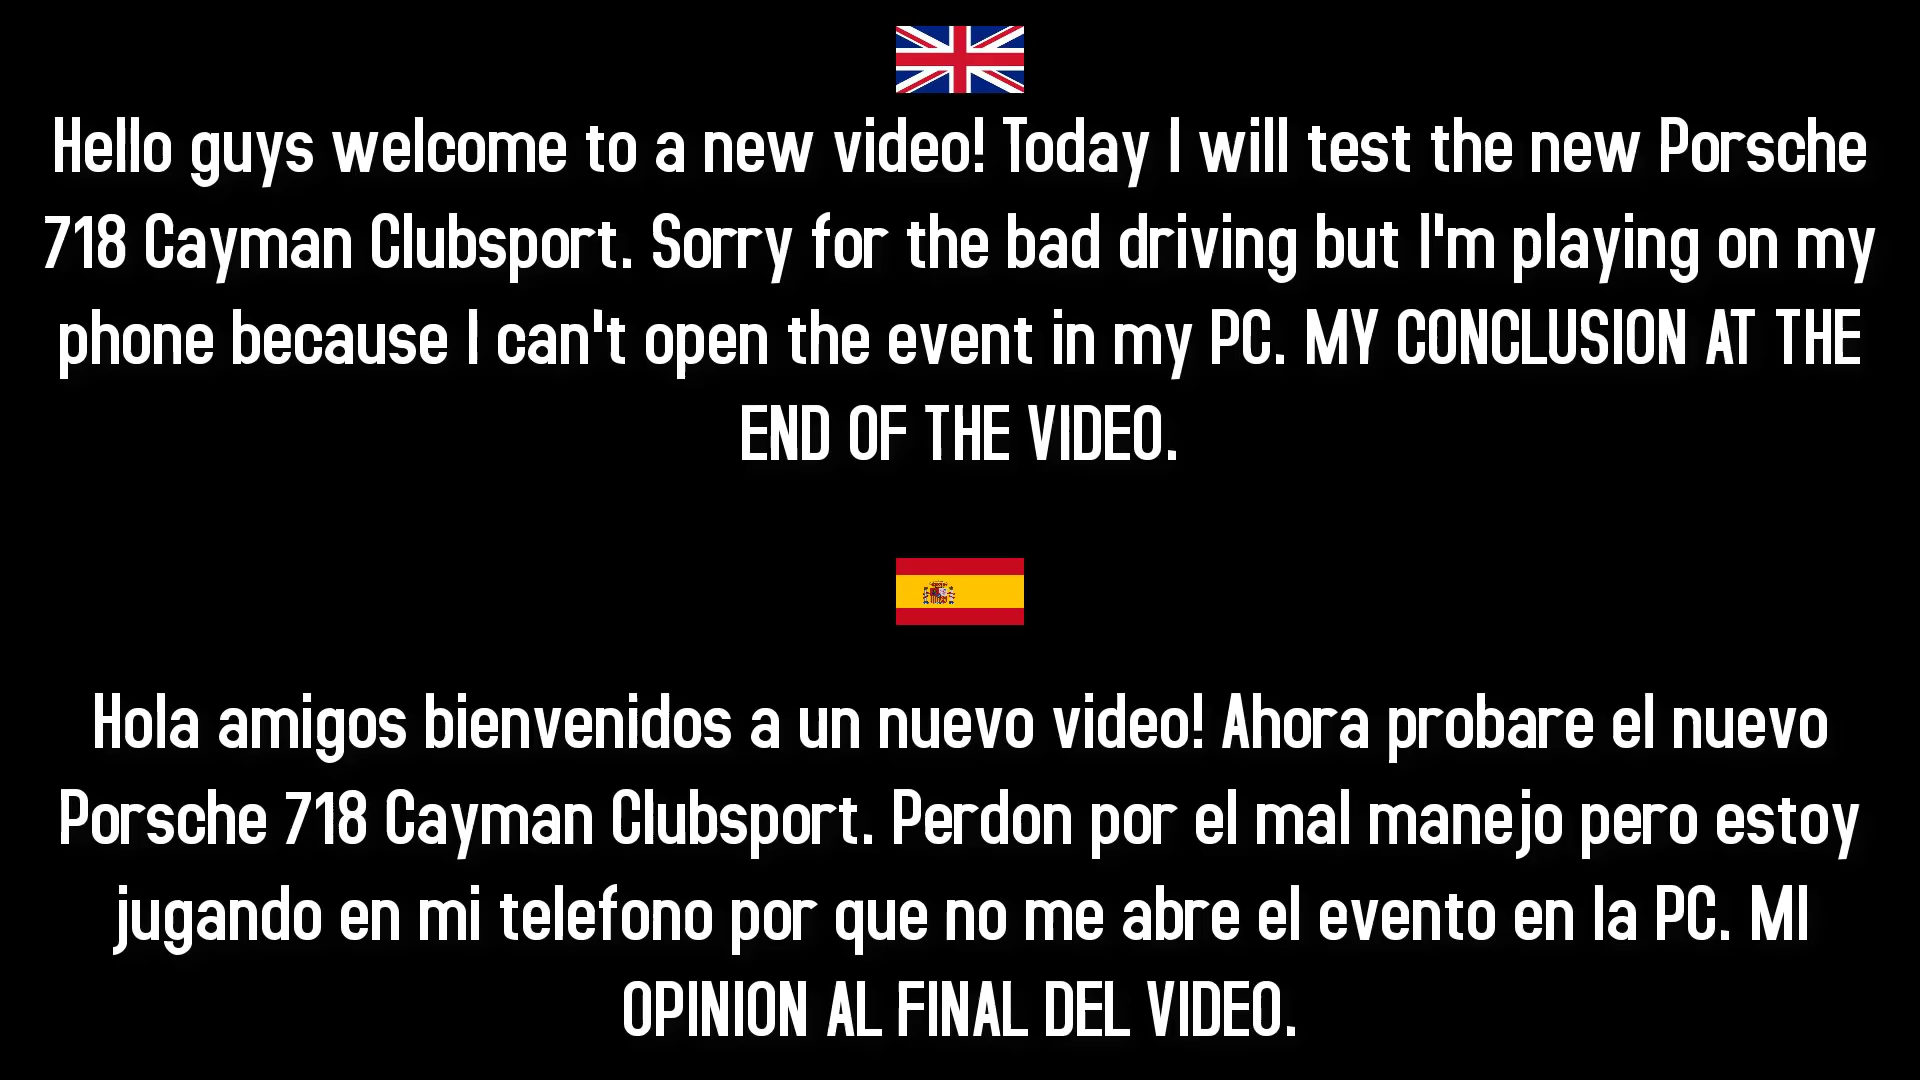 Hello guys welcome to a new video! Today I will test the new Porsche
718 Cayman Clubsport. Sorry for the bad driving but I'm playing on my
phone because I can't open the event in my PC. MY CONCLUSION AT THE
END OF THE VIDEO.
Hola amigos bienvenidos a un nuevo video! Ahora probare el nuevo
Porsche 718 Cayman Clubsport. Perdon por el mal manejo pero estoy
jugando en mi telefono por que no me abre el evento en la PC. MI
OPINION AL FINAL DEL VIDEO.